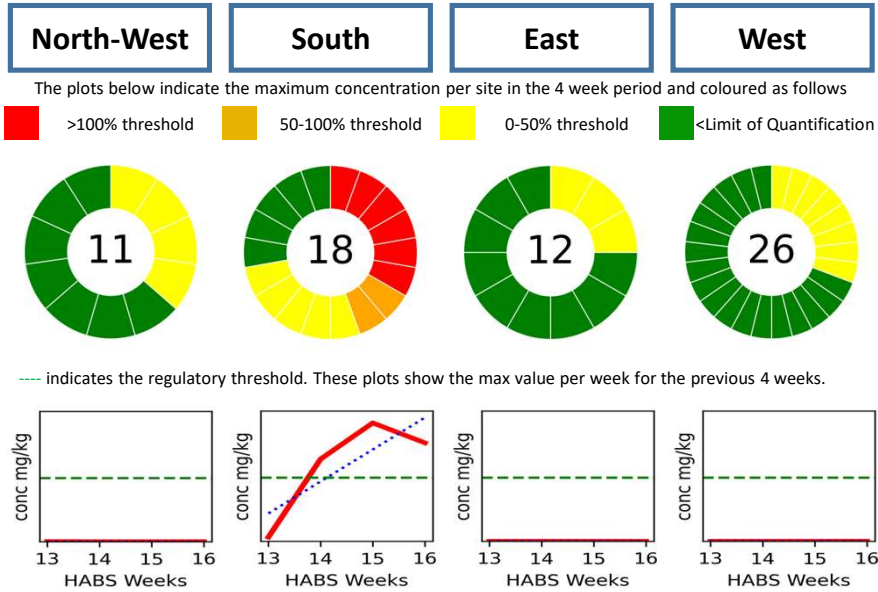 North-West
South
East
West
The plots below indicate the maximum concentration per site in the 4 week period and coloured as follows
>100% threshold
50-100% threshold
0-50% threshold
<Limit of Quantification
11
18
12
26
---- indicates the regulatory threshold. These plots show the max value per week for the previous 4 weeks.
conc mg/kg
13 14 15 16
HABS Weeks
conc mg/kg
13 14 15 16
HABS Weeks
conc mg/kg
13 14 15 16
HABS Weeks
conc mg/kg
13 14 15 16
HABS Weeks